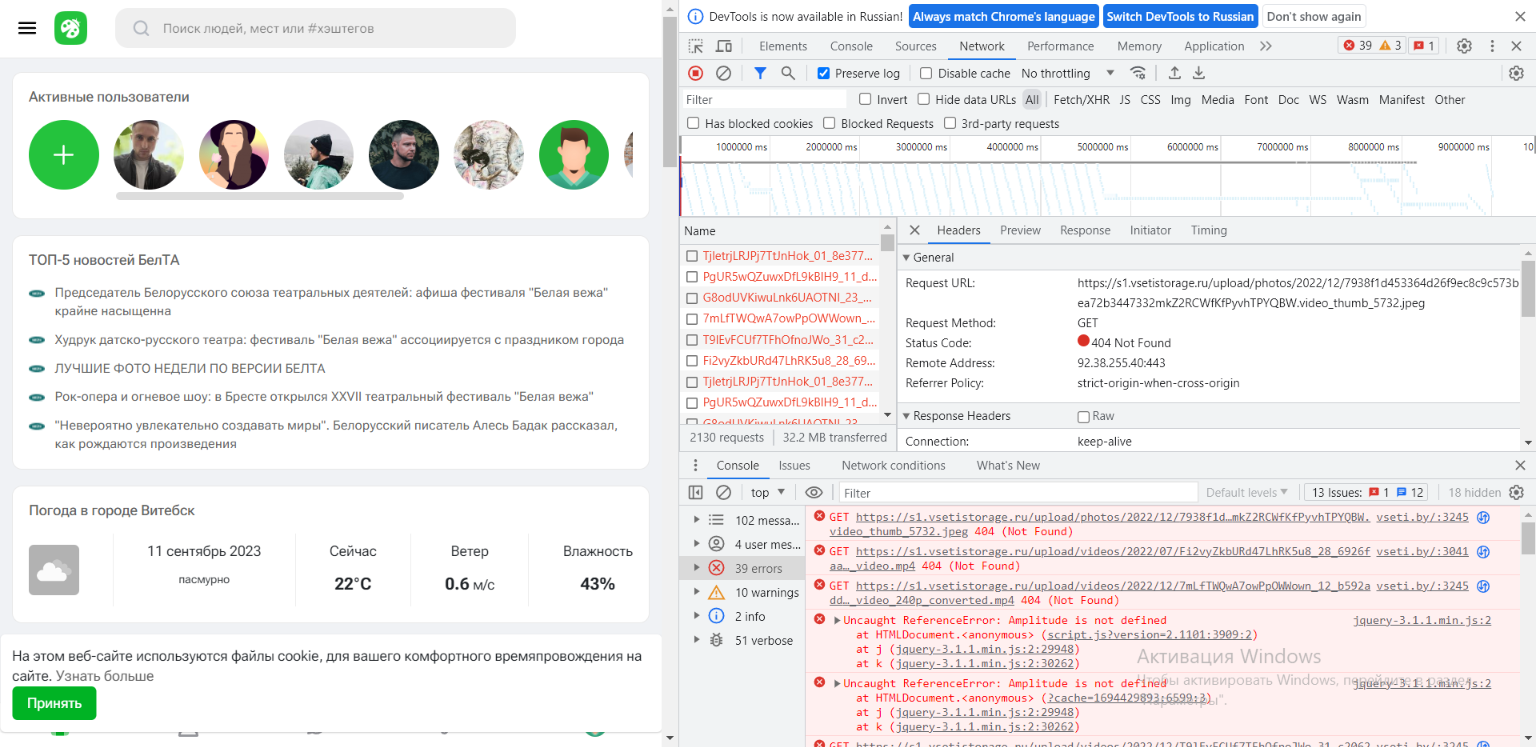 Поиск людей, мест или #хэштегов
Активные пользователи
ТОП-5 новостей БелТА
Председатель Белорусского союза театральных деятелей: афиша фестиваля "Белая вежа"
крайне насыщенна
Худрук датско-русского театра: фестиваль "Белая вежа" ассоциируется с праздником города
ЛУЧШИЕ ФОТО НЕДЕЛИ ПО ВЕРСИИ БЕЛТА
Рок-опера и огневое шоу: в Бресте открылся XXVII театральный фестиваль "Белая вежа"
"Невероятно увлекательно создавать миры". Белорусский писатель Алесь Бадак рассказал,
как рождаются произведения
Погода в городе Витебск
11 сентябрь 2023
пасмурно
Сейчас
22°C
Ветер
0.6 м/с
Влажность
43%
На этом веб-сайте используются файлы cookie, для вашего комфортного времяпровождения на
сайте. Узнать больше
Принять
DevTools is now available in Russian! Always match Chrome's language Switch DevTools to Russian Don't show again
Elements Console Sources Network Performance Memory Application 39 3 1
Preserve log Disable cache No throttling
Filter Invert Hide data URLs All Fetch/XHR JS CSS Img Media Font Doc WS Wasm Manifest Other
Has blocked cookies Blocked Requests 3rd-party requests
1000000 ms 2000000 ms 3000000 ms 4000000 ms 5000000 ms 6000000 ms 7000000 ms 8000000 ms 9000000 ms 10
Name
TjletrjLRJPj7TtJnHok_01_8e377...
PgUR5wQZuwxDfL9kBIH9_11_d...
G8odUVKiwuLnk6UAOTNI_23_...
7mLfTWQwA7owPpOWWown_...
T9IEvFCUf7TFhOfnoJWo_31_c2...
Fi2vyZkbURd47LhRK5u8_28_69...
TjletrjLRJPj7TtJnHok_01_8e377...
PgUR5wQZuwxDfL9kBIH9_11_d...
G8odUVKiwuLnk6UAOTNI_23_...
2130 requests 32.2 MB transferred
Headers Preview Response Initiator Timing
General
Request URL: https://s1.vsetistorage.ru/upload/photos/2022/12/7938f1d453364d26f9ec8c9c573b
ea72b3447332mkZ2RCWfKfPyvhTPYQBW.video_thumb_5732.jpeg
Request Method: GET
Status Code: 404 Not Found
Remote Address: 92.38.255.40:443
Referrer Policy: strict-origin-when-cross-origin
Response Headers Raw
Connection: keep-alive
Console Issues Network conditions What's New
top Filter Default levels 13 Issues: 1 12 18 hidden
102 messa...
4 user mes...
39 errors
10 warnings
2 info
51 verbose
GET https://s1.vsetistorage.ru/upload/photos/2022/12/7938f1d…mkZ2RCWfKfPyvhTPYQBW. vseti.by/:3245
video_thumb_5732.jpeg 404 (Not Found)
GET https://s1.vsetistorage.ru/upload/videos/2022/07/Fi2vyZkbURd47LhRK5u8_28_6926f vseti.by/:3041
aa…_video.mp4 404 (Not Found)
GET https://s1.vsetistorage.ru/upload/videos/2022/12/7mLfTWQwA7owPpOWWown_12_b592a vseti.by/:3245
dd…_video_240p_converted.mp4 404 (Not Found)
Uncaught ReferenceError: Amplitude is not defined jquery-3.1.1.min.js:2
at HTMLDocument.<anonymous> (script.js?version=2.1101:3909:2)
at j (jquery-3.1.1.min.js:2:29948)
at k (jquery-3.1.1.min.js:2:30262)
Uncaught ReferenceError: Amplitude is not defined jquery-3.1.1.min.js:2
at HTMLDocument.<anonymous> (?cache=1694429893:6599:3)
at j (jquery-3.1.1.min.js:2:29948)
at k (jquery-3.1.1.min.js:2:30262)
GET https://s1.vsetistorage.ru/upload/videos/2022/12/T9IEvFCUf7TFhOfnoJWo_31_c2062 vseti.by/:3245
Активация Windows
Чтобы активировать Windows, перейдите в раздел
"Параметры".